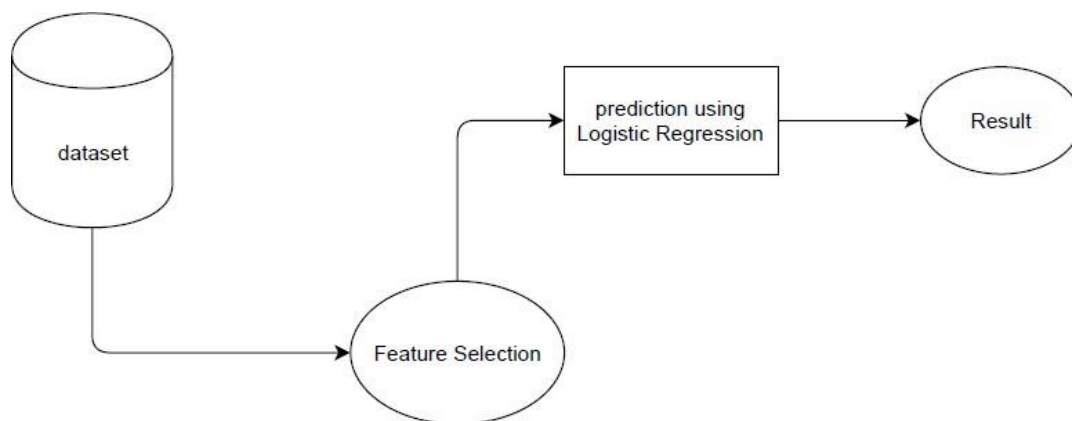 dataset
Feature Selection
prediction using
Logistic Regression
Result